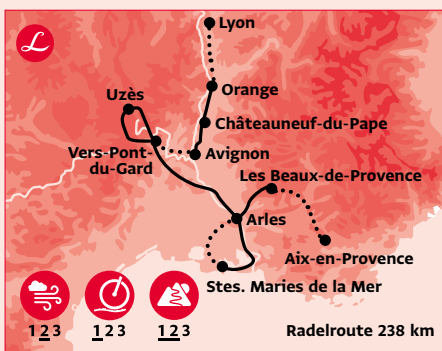 L
Lyon
Orange
Uzès
Châteauneuf-du-Pape
Vers-Pont-
du-Gard
Avignon
Les Beaux-de-Provence
Arles
Aix-en-Provence
Stes. Maries de la Mer
1 2 3
1 2 3
1 2 3
Radelroute 238 km